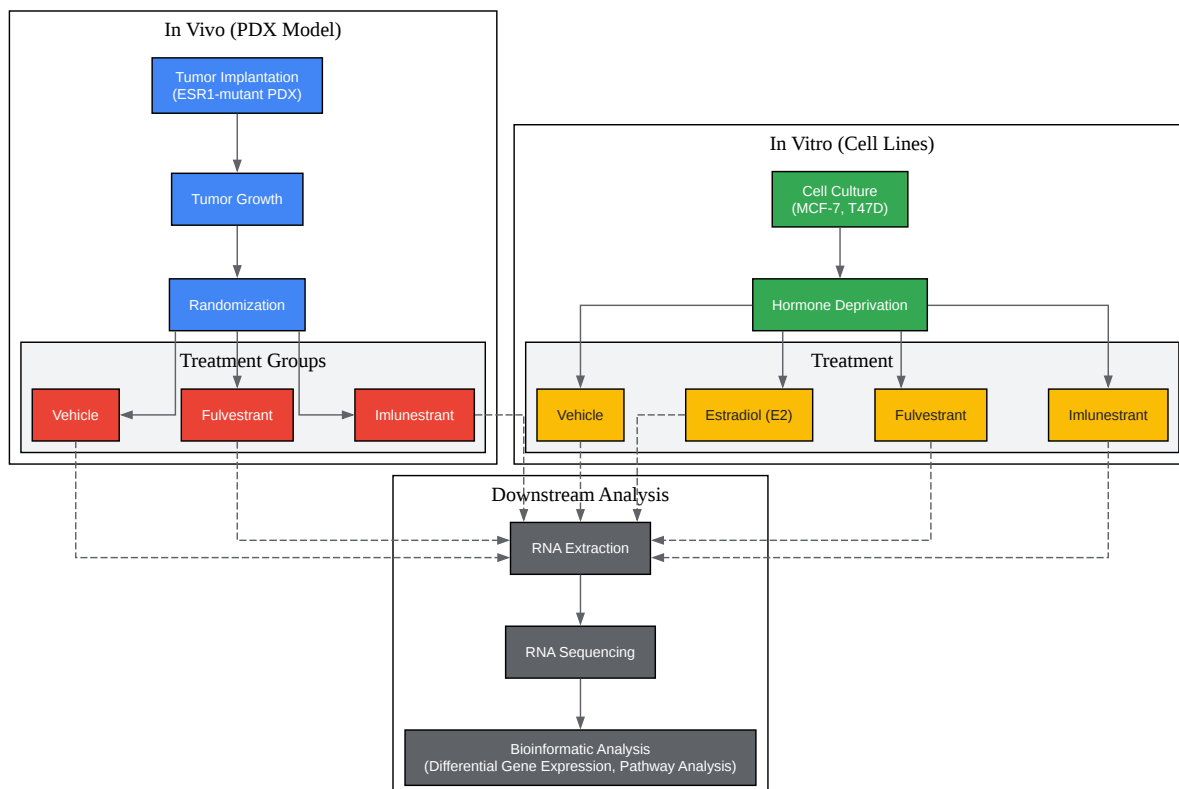 In Vivo (PDX Model)
Tumor Implantation
(ESR1-mutant PDX)
Tumor Growth
Randomization
Treatment Groups
Vehicle
Fulvestrant
Imlunestrant
In Vitro (Cell Lines)
Cell Culture
(MCF-7, T47D)
Hormone Deprivation
Treatment
Vehicle
Estradiol (E2)
Fulvestrant
Imlunestrant
Downstream Analysis
RNA Extraction
RNA Sequencing
Bioinformatic Analysis
(Differential Gene Expression, Pathway Analysis)